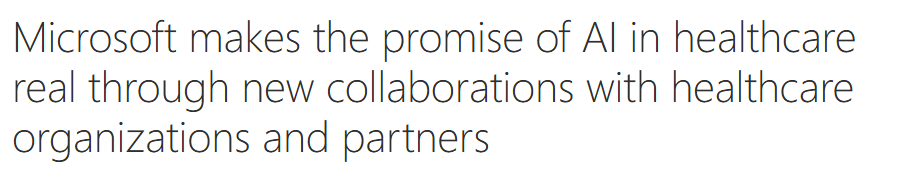 Microsoft makes the promise of AI in healthcare
real through new collaborations with healthcare
organizations and partners